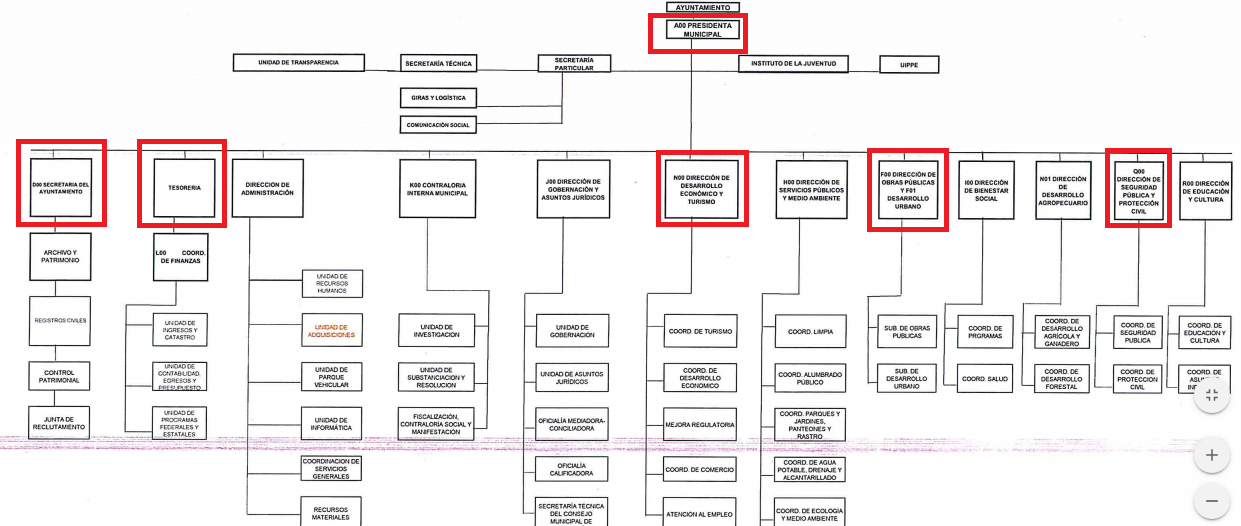 AYUNTAMIENTO
A00 PRESIDENTA
MUNICIPAL
UNIDAD DE TRANSPARENCIA
SECRETARÍA TÉCNICA
SECRETARÍA
PARTICULAR
INSTITUTO DE LA JUVENTUD
UIPPE
GIRAS Y LOGÍSTICA
COMUNICACIÓN SOCIAL
D00 SECRETARIA DEL
AYUNTAMIENTO
TESORERIA
DIRECCIÓN DE
ADMINISTRACIÓN
K00 CONTRALORIA
INTERNA MUNICIPAL
J00 DIRECCIÓN DE
GOBERNACIÓN Y
ASUNTOS JURÍDICOS
N00 DIRECCIÓN DE
DESARROLLO
ECONÓMICO Y
TURISMO
H00 DIRECCIÓN DE
SERVICIOS PÚBLICOS
Y MEDIO AMBIENTE
F00 DIRECCIÓN DE
OBRAS PÚBLICAS
Y F01
DESARROLLO
URBANO
I00 DIRECCIÓN
DE BIENESTAR
SOCIAL
N01 DIRECCIÓN
DE
DESARROLLO
AGROPECUARIO
Q00
DIRECCIÓN DE
SEGURIDAD
PÚBLICA Y
PROTECCIÓN
CIVIL
R00 DIRECCIÓN
DE EDUCACIÓN
Y CULTURA
ARCHIVO Y
PATRIMONIO
REGISTROS CIVILES
CONTROL
PATRIMONIAL
JUNTA DE
RECLUTAMIENTO
L00 COORD.
DE FINANZAS
UNIDAD DE
INGRESOS Y
CATASTRO
UNIDAD DE
CONTABILIDAD,
EGRESOS Y
PRESUPUESTO
UNIDAD DE
PROGRAMAS
FEDERALES Y
ESTATALES
UNIDAD DE
RECURSOS
HUMANOS
UNIDAD DE
ADQUISICIONES
UNIDAD DE
PARQUE
VEHICULAR
UNIDAD DE
INFORMÁTICA
COORDINACION DE
SERVICIOS
GENERALES
RECURSOS
MATERIALES
UNIDAD DE
INVESTIGACION
UNIDAD DE
SUBSTANCIACION Y
RESOLUCION
FISCALIZACIÓN,
CONTRALORÍA SOCIAL Y
MANIFESTACIÓN
UNIDAD DE
GOBERNACION
UNIDAD DE ASUNTOS
JURÍDICOS
OFICIALÍA MEDIADORA-
CONCILIADORA
OFICIALÍA
CALIFICADORA
SECRETARÍA TÉCNICA
DEL CONSEJO
MUNICIPAL DE
COORD. DE TURISMO
COORD. DE
DESARROLLO
ECONOMICO
MEJORA REGULATORIA
COORD. DE COMERCIO
ATENCIÓN AL EMPLEO
COORD. LIMPIA
COORD. ALUMBRADO
PÚBLICO
COORD. PARQUES Y
JARDINES,
PANTEONES Y
RASTRO
COORD. DE AGUA
POTABLE, DRENAJE Y
ALCANTARILLADO
COORD. DE ECOLOGIA
Y MEDIO AMBIENTE
SUB. DE OBRAS
PUBLICAS
SUB. DE
DESARROLLO
URBANO
COORD. DE
PRGRAMAS
COORD. SALUD
COORD. DE
DESARROLLO
AGRÍCOLA Y
GANADERO
COORD. DE
DESARROLLO
FORESTAL
COORD. DE
SEGURIDAD
PUBLICA
COORD. DE
PROTECCION
CIVIL
COORD. DE
EDUCACIÓN Y
CULTURA
COORD. DE